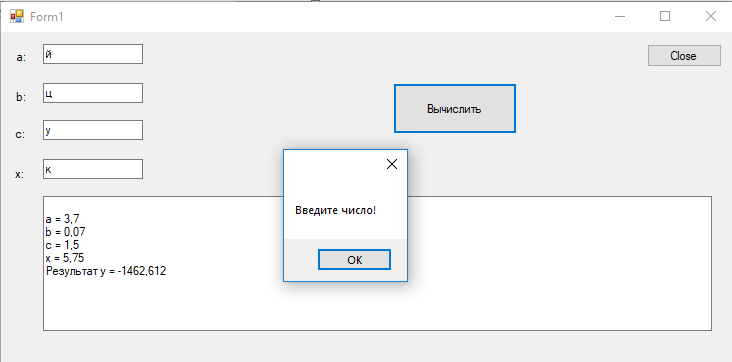 Form1
a:
й
Close
b:
ц
Вычислить
c:
у
x:
к
Введите число!
OK
a = 3,7
b = 0,07
c = 1,5
x = 5,75
Результат y = -1462,612